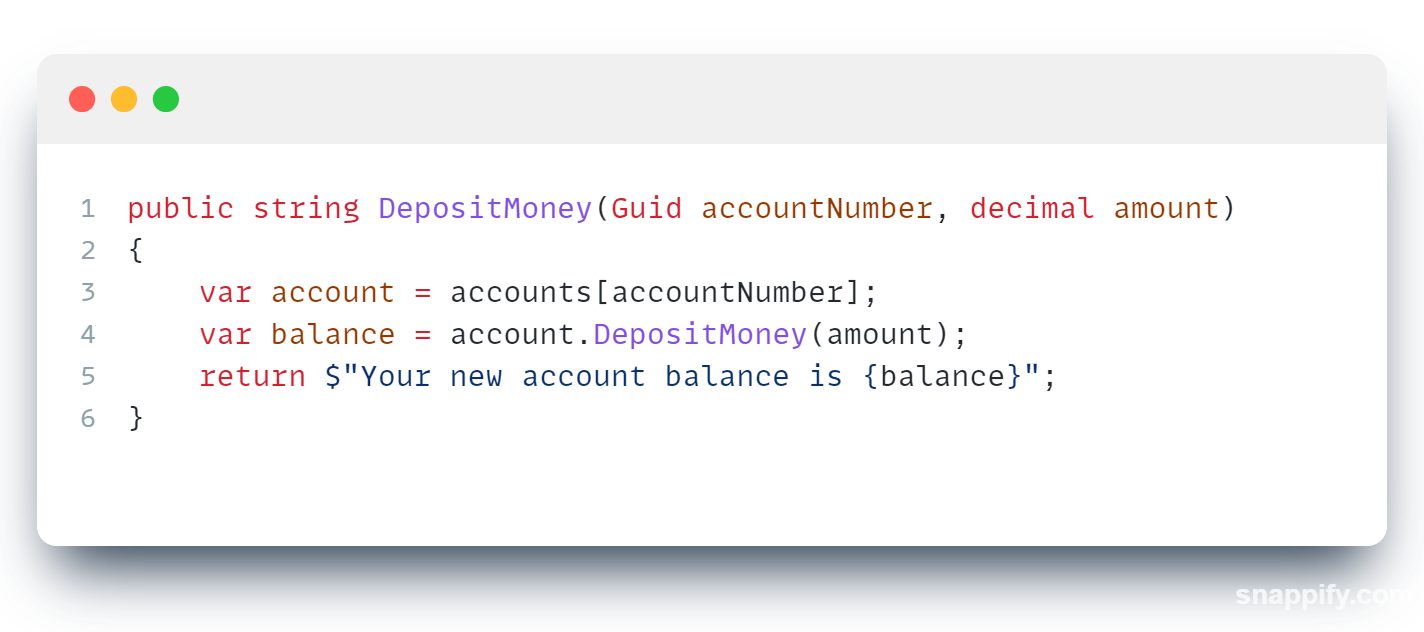 1 public string DepositMoney(Guid accountNumber, decimal amount)
2 {
3     var account = accounts[accountNumber];
4     var balance = account.DepositMoney(amount);
5     return $"Your new account balance is {balance}";
6 }
snappify.com